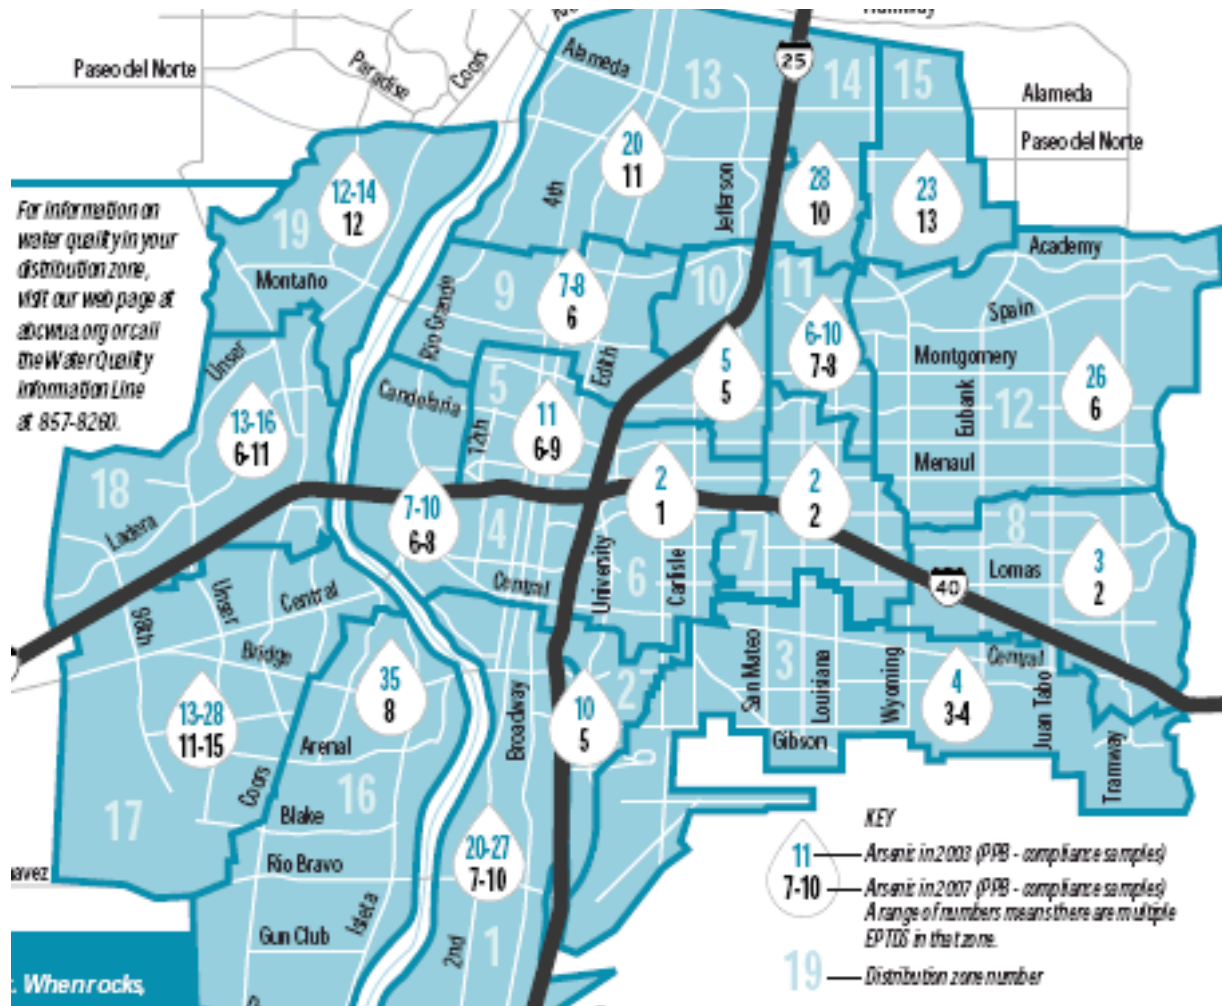 Paseo del Norte
Paradise
Coors
Alameda
13
25
14
15
Alameda
Paseo del Norte
20
11
4th
Jefferson
28
10
23
13
12-14
12
19
Montaño
For information on
water quality in your
distribution zone,
visit our web page at
abcwua.org or call
the Water Quality
Information Line
at 857-8260.
Academy
9
7-8
6
10
11
Rio Grande
Edith
5
5
6-10
7-8
Spain
Montgomery
26
6
Eubank
12
Menaul
Unser
Candelaria
5
12th
11
6-9
13-16
6-11
18
Ladera
7-10
6-8
4
2
1
2
2
8
Lomas
3
2
40
University
6
Carlisle
7
Central
Central
98th
Unser
Bridge
35
8
13-28
11-15
Arenal
Coors
16
17
Blake
Rio Bravo
Isleta
Gun Club
2nd
1
20-27
7-10
Broadway
10
5
2
San Mateo
3
Louisiana
Wyoming
4
3-4
Central
Juan Tabo
Tramway
Gibson
KEY
11
Arsenic in 2003 (PPB - compliance samples)
7-10
Arsenic in 2007 (PPB - compliance samples)
A range of numbers means there are multiple
EPTDS in that zone.
19
Distribution zone number
. When rocks,